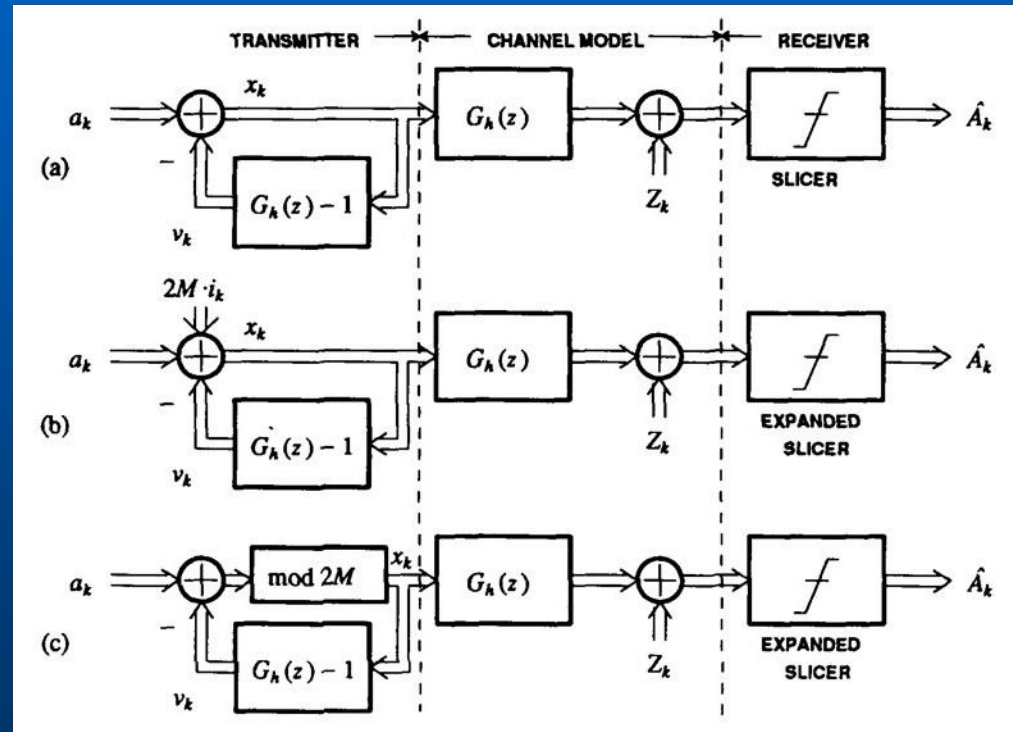 TRANSMITTER CHANNEL MODEL RECEIVER
(a)
a_k
x_k
−
G_h(z) − 1
v_k
G_h(z)
Z_k
SLICER
Â_k
(b)
2M · i_k
a_k
x_k
−
G_h(z) − 1
v_k
G_h(z)
Z_k
EXPANDED
SLICER
Â_k
(c)
a_k
mod 2M
x_k
−
G_h(z) − 1
v_k
G_h(z)
Z_k
EXPANDED
SLICER
Â_k